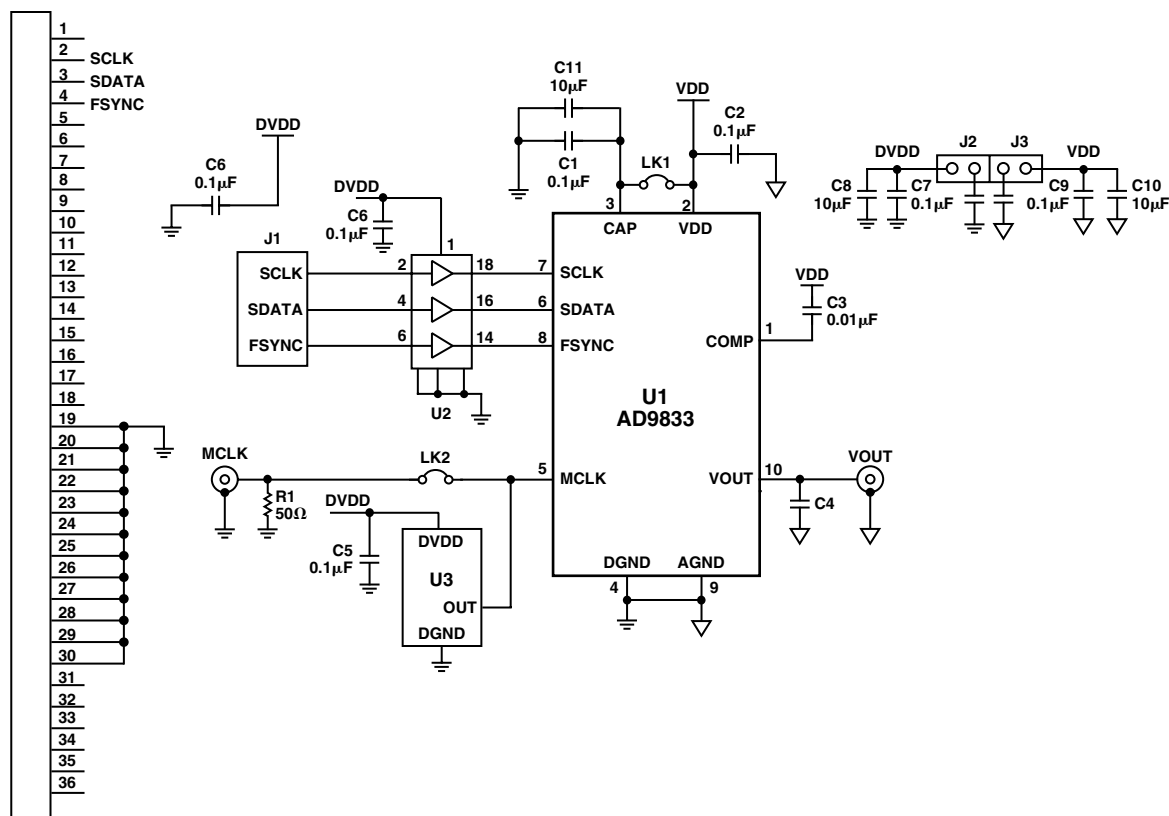 1
2 SCLK
3 SDATA
4 FSYNC
5
6
7
8
9
10
11
12
13
14
15
16
17
18
19
20
21
22
23
24
25
26
27
28
29
30
31
32
33
34
35
36
DVDD
C6
0.1µF
J1
SCLK
SDATA
FSYNC
DVDD
C6
0.1µF
1
2 18
4 16
6 14
U2
C11
10µF
C1
0.1µF
LK1
VDD
C2
0.1µF
3 2
CAP VDD
7 SCLK
6 SDATA
8 FSYNC
U1
AD9833
COMP 1
VDD
C3
0.01µF
5 MCLK
VOUT 10
VOUT
C4
DGND AGND
4 9
MCLK
R1
50Ω
LK2
DVDD
C5
0.1µF
DVDD
U3
OUT
DGND
DVDD J2 J3 VDD
C8
10µF
C7
0.1µF
C9
0.1µF
C10
10µF